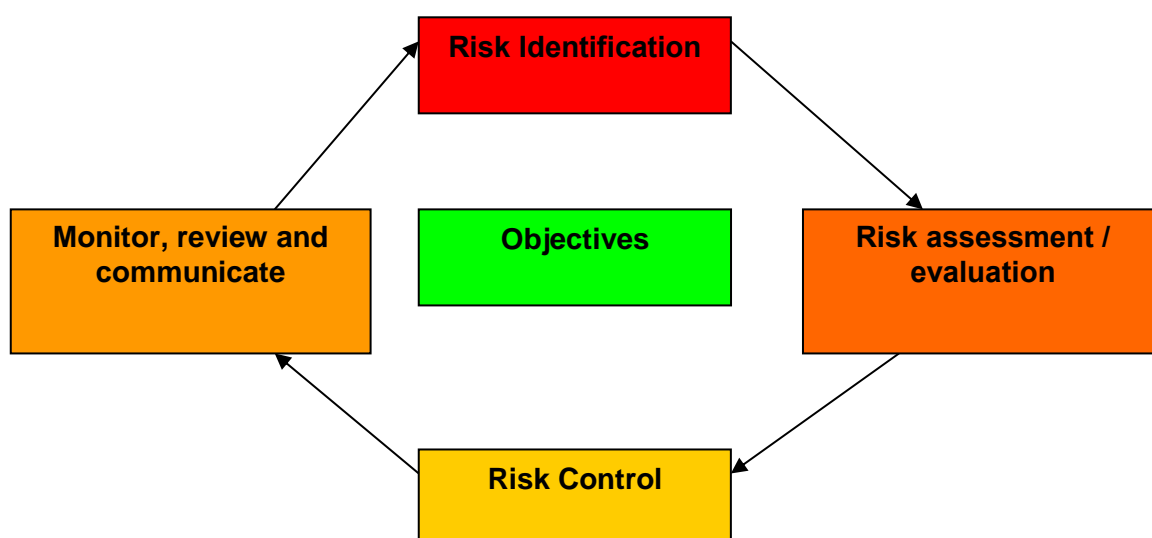 Risk Identification
Monitor, review and
communicate
Objectives
Risk assessment /
evaluation
Risk Control